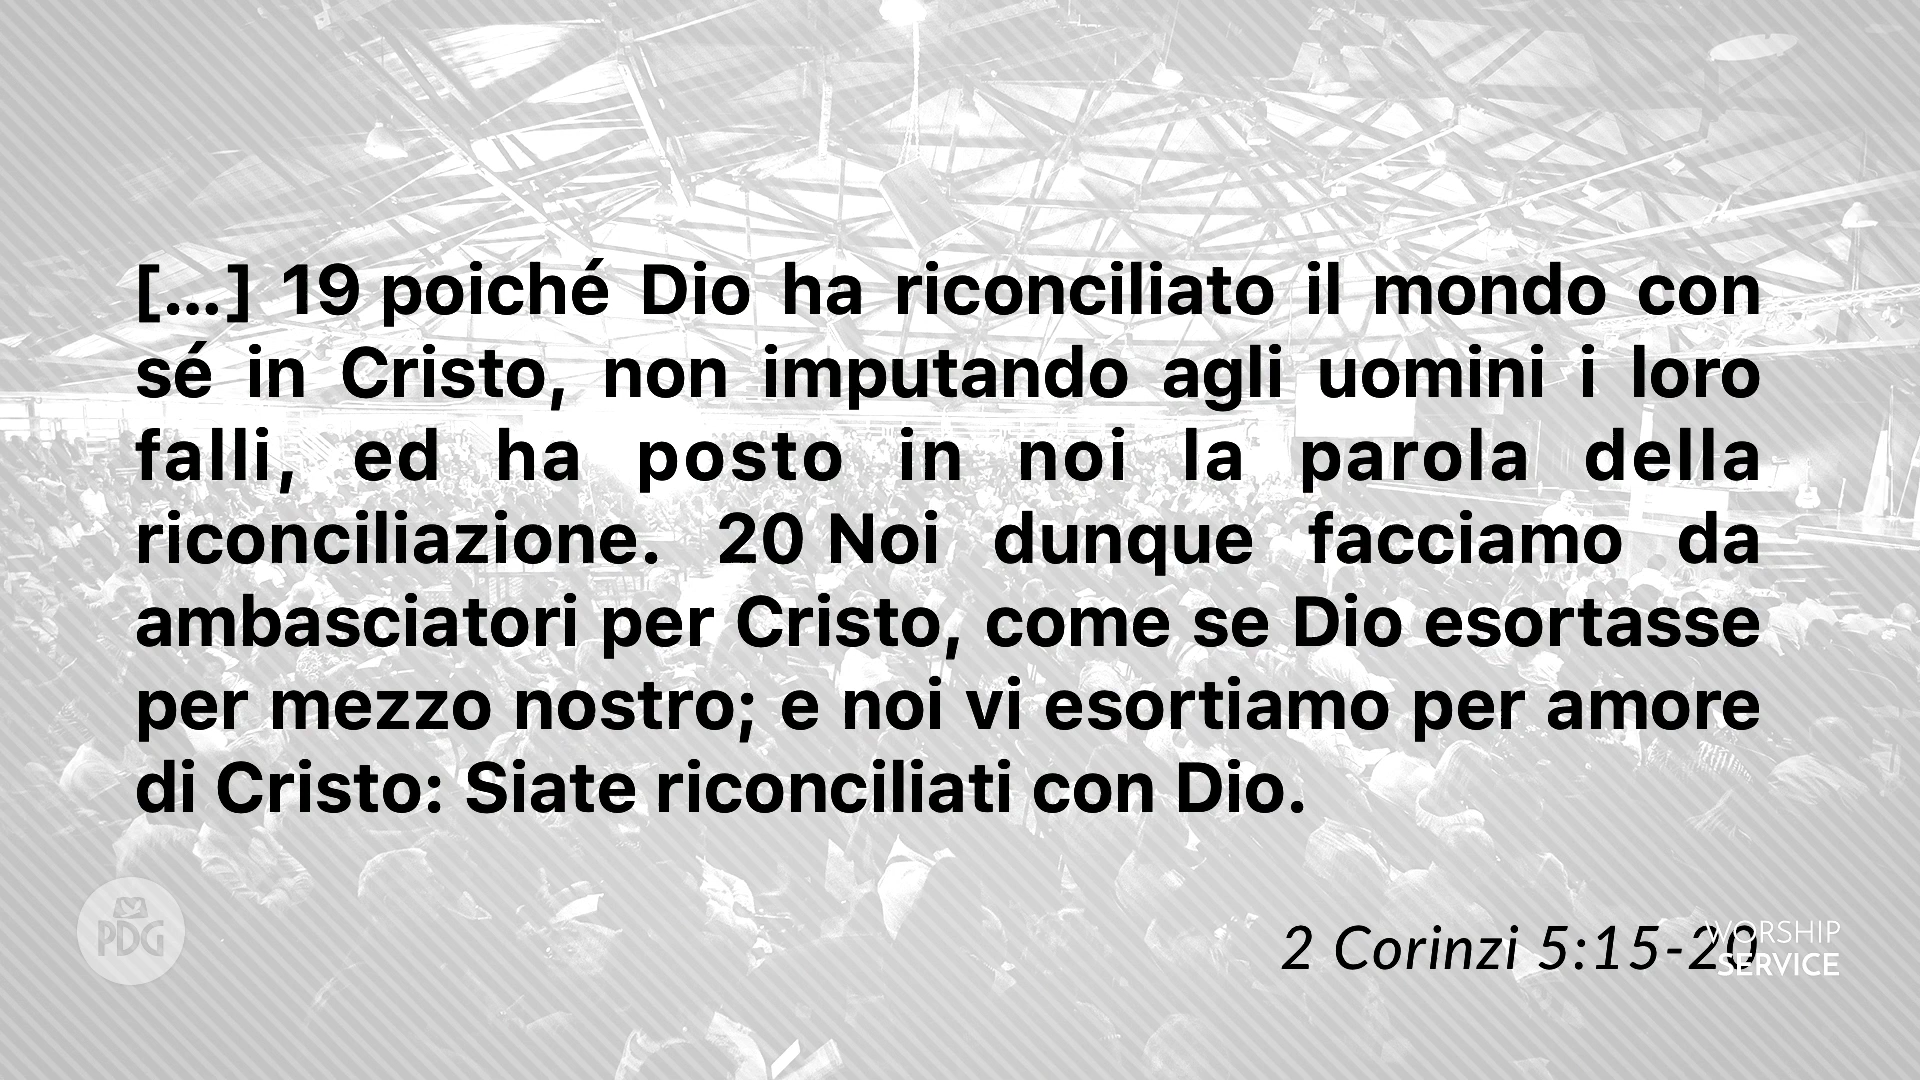 [...] 19 poiché Dio ha riconciliato il mondo con
sé in Cristo, non imputando agli uomini i loro
falli, ed ha posto in noi la parola della
riconciliazione. 20 Noi dunque facciamo da
ambasciatori per Cristo, come se Dio esortasse
per mezzo nostro; e noi vi esortiamo per amore
di Cristo: Siate riconciliati con Dio.
2 Corinzi 5:15-20
PDG
WORSHIP
SERVICE